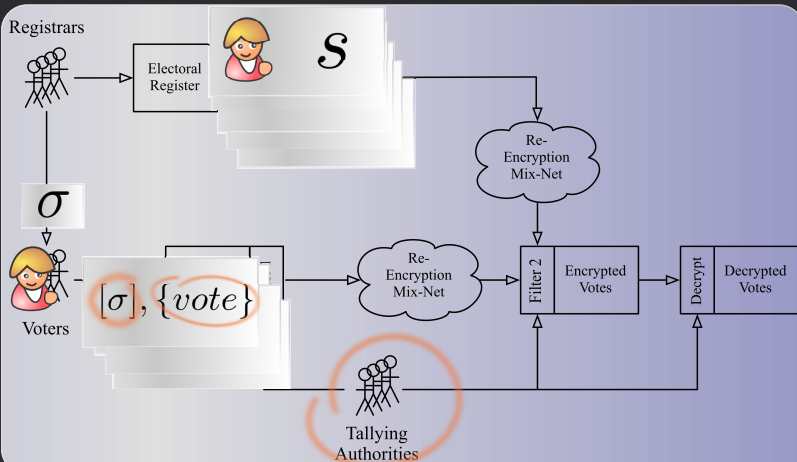 Registrars
Electoral
Register
S
Re-
Encryption
Mix-Net
σ
Voters
[σ], {vote}
Re-
Encryption
Mix-Net
Filter 2
Encrypted
Votes
Decrypt
Decrypted
Votes
Tallying
Authorities